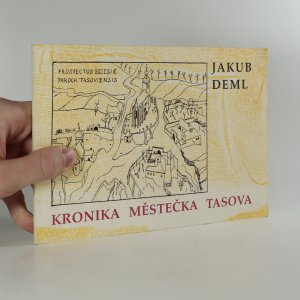 PROSPECTUS ECCLESIÆ
PAROCH TASOVIENSIS
JAKUB
DEML
KRONIKA MĚSTEČKA TASOVA